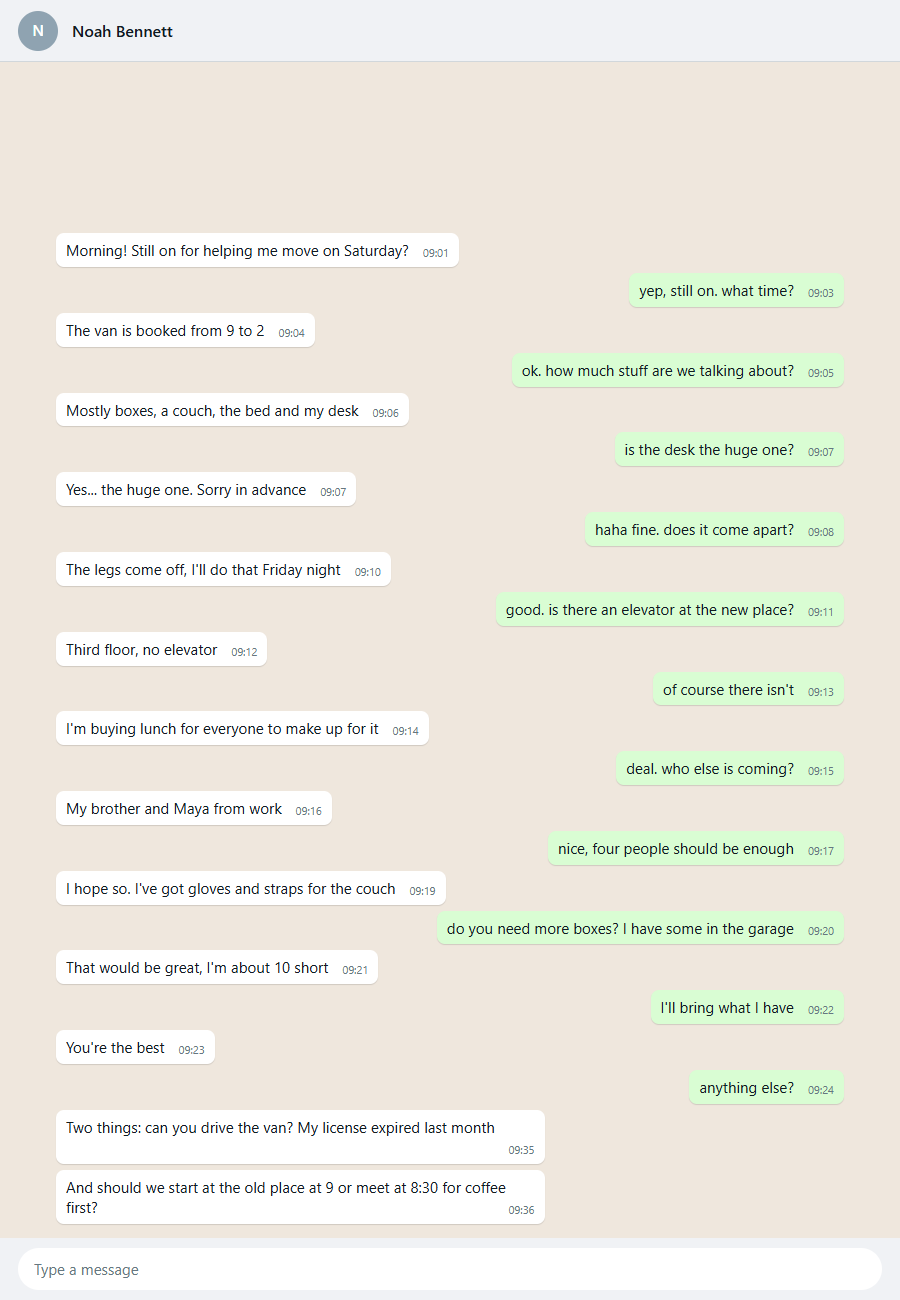 N
Noah Bennett
Morning! Still on for helping me move on Saturday? 09:01
yep, still on. what time? 09:03
The van is booked from 9 to 2 09:04
ok. how much stuff are we talking about? 09:05
Mostly boxes, a couch, the bed and my desk 09:06
is the desk the huge one? 09:07
Yes... the huge one. Sorry in advance 09:07
haha fine. does it come apart? 09:08
The legs come off, I'll do that Friday night 09:10
good. is there an elevator at the new place? 09:11
Third floor, no elevator 09:12
of course there isn't 09:13
I'm buying lunch for everyone to make up for it 09:14
deal. who else is coming? 09:15
My brother and Maya from work 09:16
nice, four people should be enough 09:17
I hope so. I've got gloves and straps for the couch 09:19
do you need more boxes? I have some in the garage 09:20
That would be great, I'm about 10 short 09:21
I'll bring what I have 09:22
You're the best 09:23
anything else? 09:24
Two things: can you drive the van? My license expired last month
09:35
And should we start at the old place at 9 or meet at 8:30 for coffee
first? 09:36
Type a message